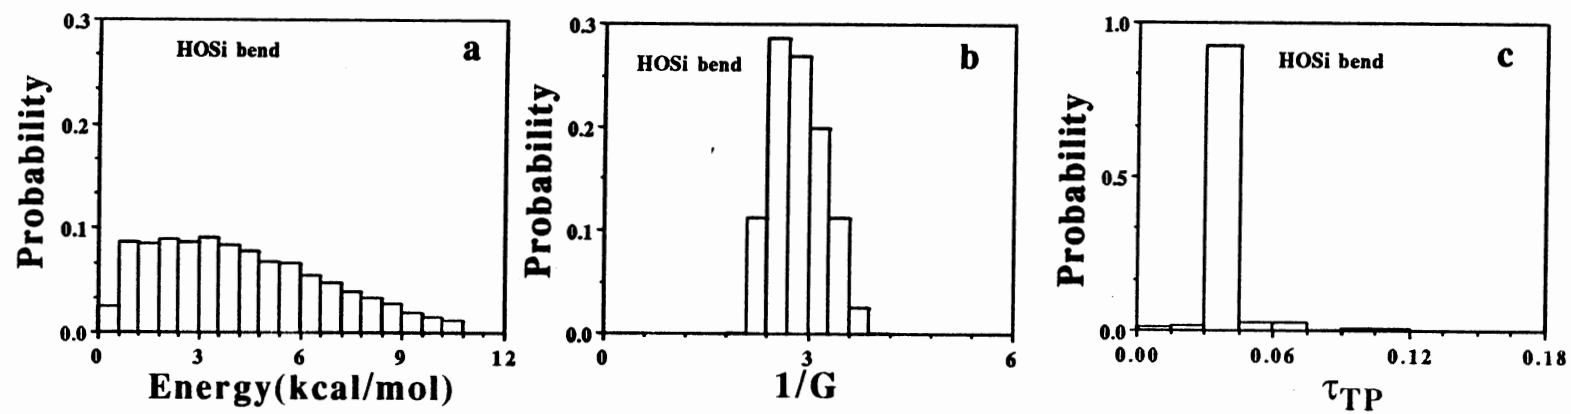 Probability
0.3
0.2
0.1
0.0
HOSi bend
a
0
3
6
9
12
Energy(kcal/mol)
Probability
0.3
0.2
0.1
0.0
HOSi bend
b
0
3
6
1/G
Probability
1.0
0.5
0.0
HOSi bend
c
0.00
0.06
0.12
0.18
τTP